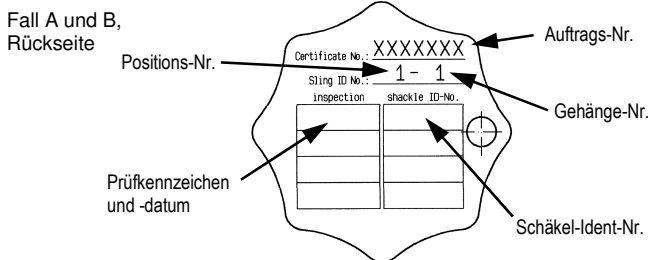 Fall A und B,
Rückseite
Auftrags-Nr.
Certificate No.: XXXXXXX
Positions-Nr.
Sling ID No.: 1- 1
inspection shackle ID-No.
Gehänge-Nr.
Prüfkennzeichen
und -datum
Schäkel-Ident-Nr.